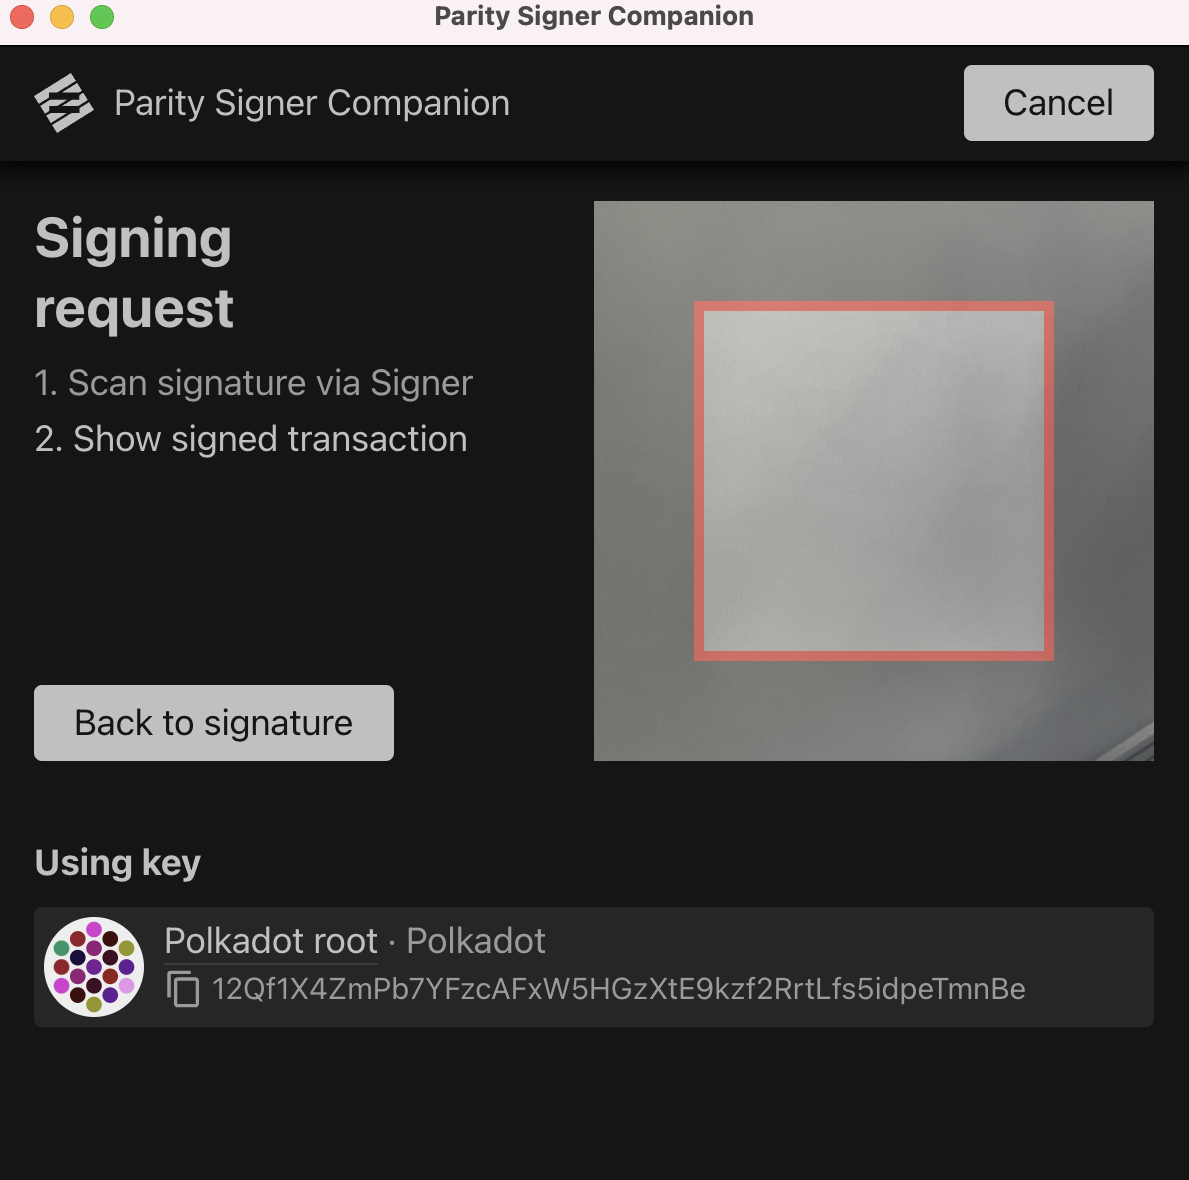 Parity Signer Companion
Parity Signer Companion
Cancel
Signing
request
1. Scan signature via Signer
2. Show signed transaction
Back to signature
Using key
Polkadot root · Polkadot
12Qf1X4ZmPb7YFzcAFxW5HGzXtE9kzf2RrtLfs5idpeTmnBe